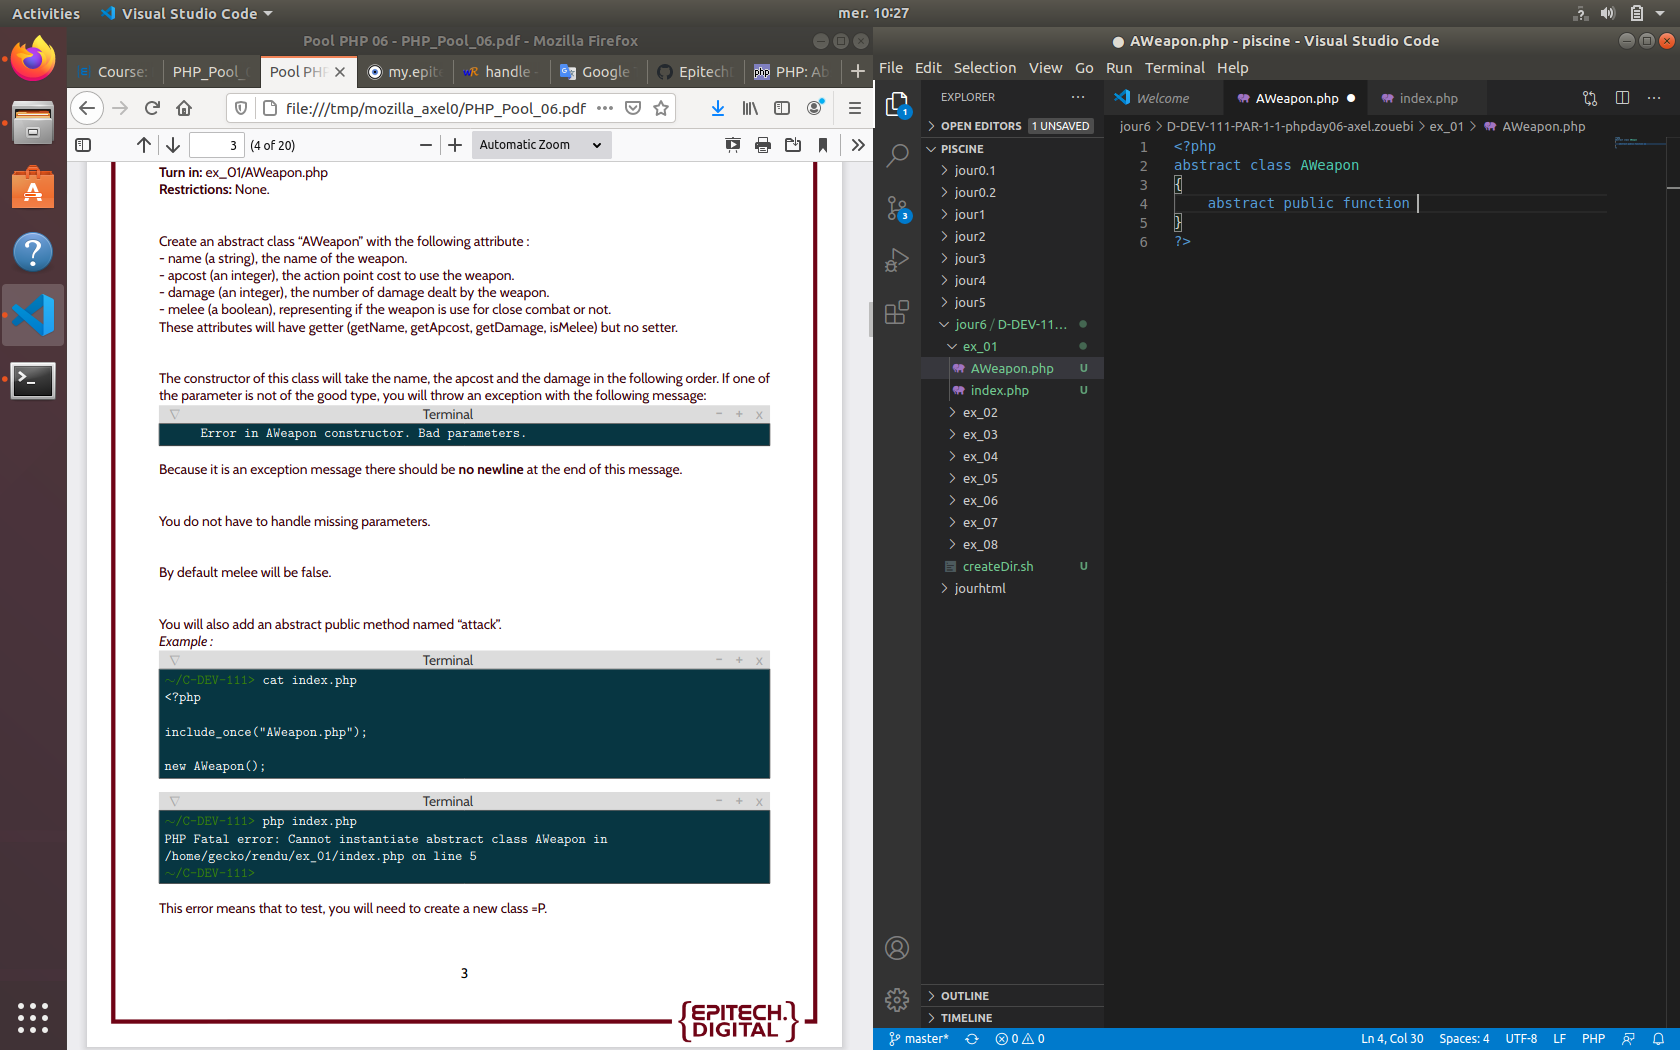 Activities
Visual Studio Code
mer. 10:27
Pool PHP 06 - PHP_Pool_06.pdf - Mozilla Firefox
Course:
PHP_Pool_
Pool PH
my.epit
handle
Google
Epitech
PHP: Ab
file:///tmp/mozilla_axel0/PHP_Pool_06.pdf
3
(4 of 20)
Automatic Zoom
Turn in: ex_01/AWeapon.php
Restrictions: None.
Create an abstract class “AWeapon” with the following attribute :
- name (a string), the name of the weapon.
- apcost (an integer), the action point cost to use the weapon.
- damage (an integer), the number of damage dealt by the weapon.
- melee (a boolean), representing if the weapon is use for close combat or not.
These attributes will have getter (getName, getApcost, getDamage, isMelee) but no setter.
The constructor of this class will take the name, the apcost and the damage in the following order. If one of
the parameter is not of the good type, you will throw an exception with the following message:
Terminal
Error in AWeapon constructor. Bad parameters.
Because it is an exception message there should be no newline at the end of this message.
You do not have to handle missing parameters.
By default melee will be false.
You will also add an abstract public method named “attack”.
Example :
Terminal
~/C-DEV-111> cat index.php
<?php
include_once("AWeapon.php");
new AWeapon();
Terminal
~/C-DEV-111> php index.php
PHP Fatal error: Cannot instantiate abstract class AWeapon in
/home/gecko/rendu/ex_01/index.php on line 5
~/C-DEV-111>
This error means that to test, you will need to create a new class =P.
3
{EPITECH.}
DIGITAL
AWeapon.php - piscine - Visual Studio Code
File Edit Selection View Go Run Terminal Help
EXPLORER
OPEN EDITORS 1 UNSAVED
PISCINE
jour0.1
jour0.2
jour1
jour2
jour3
jour4
jour5
jour6 / D-DEV-11...
ex_01
AWeapon.php U
index.php U
ex_02
ex_03
ex_04
ex_05
ex_06
ex_07
ex_08
createDir.sh U
jourhtml
OUTLINE
TIMELINE
1
3
Welcome
AWeapon.php
index.php
jour6 > D-DEV-111-PAR-1-1-phpday06-axel.zouebi > ex_01 > AWeapon.php
1 <?php
2 abstract class AWeapon
3 {
4 abstract public function
5 }
6 ?>
master*
0 0
Ln 4, Col 30
Spaces: 4
UTF-8
LF
PHP